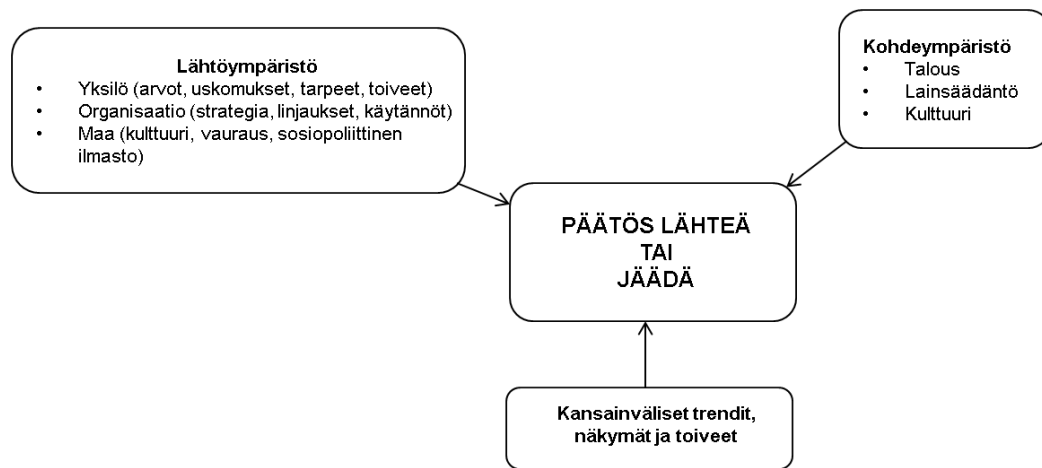 Lähtöympäristö
• Yksilö (arvot, uskomukset, tarpeet, toiveet)
• Organisaatio (strategia, linjaukset, käytännöt)
• Maa (kulttuuri, vauraus, sosiopoliittinen
ilmasto)
Kohdeympäristö
• Talous
• Lainsäädäntö
• Kulttuuri
PÄÄTÖS LÄHTEÄ
TAI
JÄÄDÄ
Kansainväliset trendit,
näkymät ja toiveet